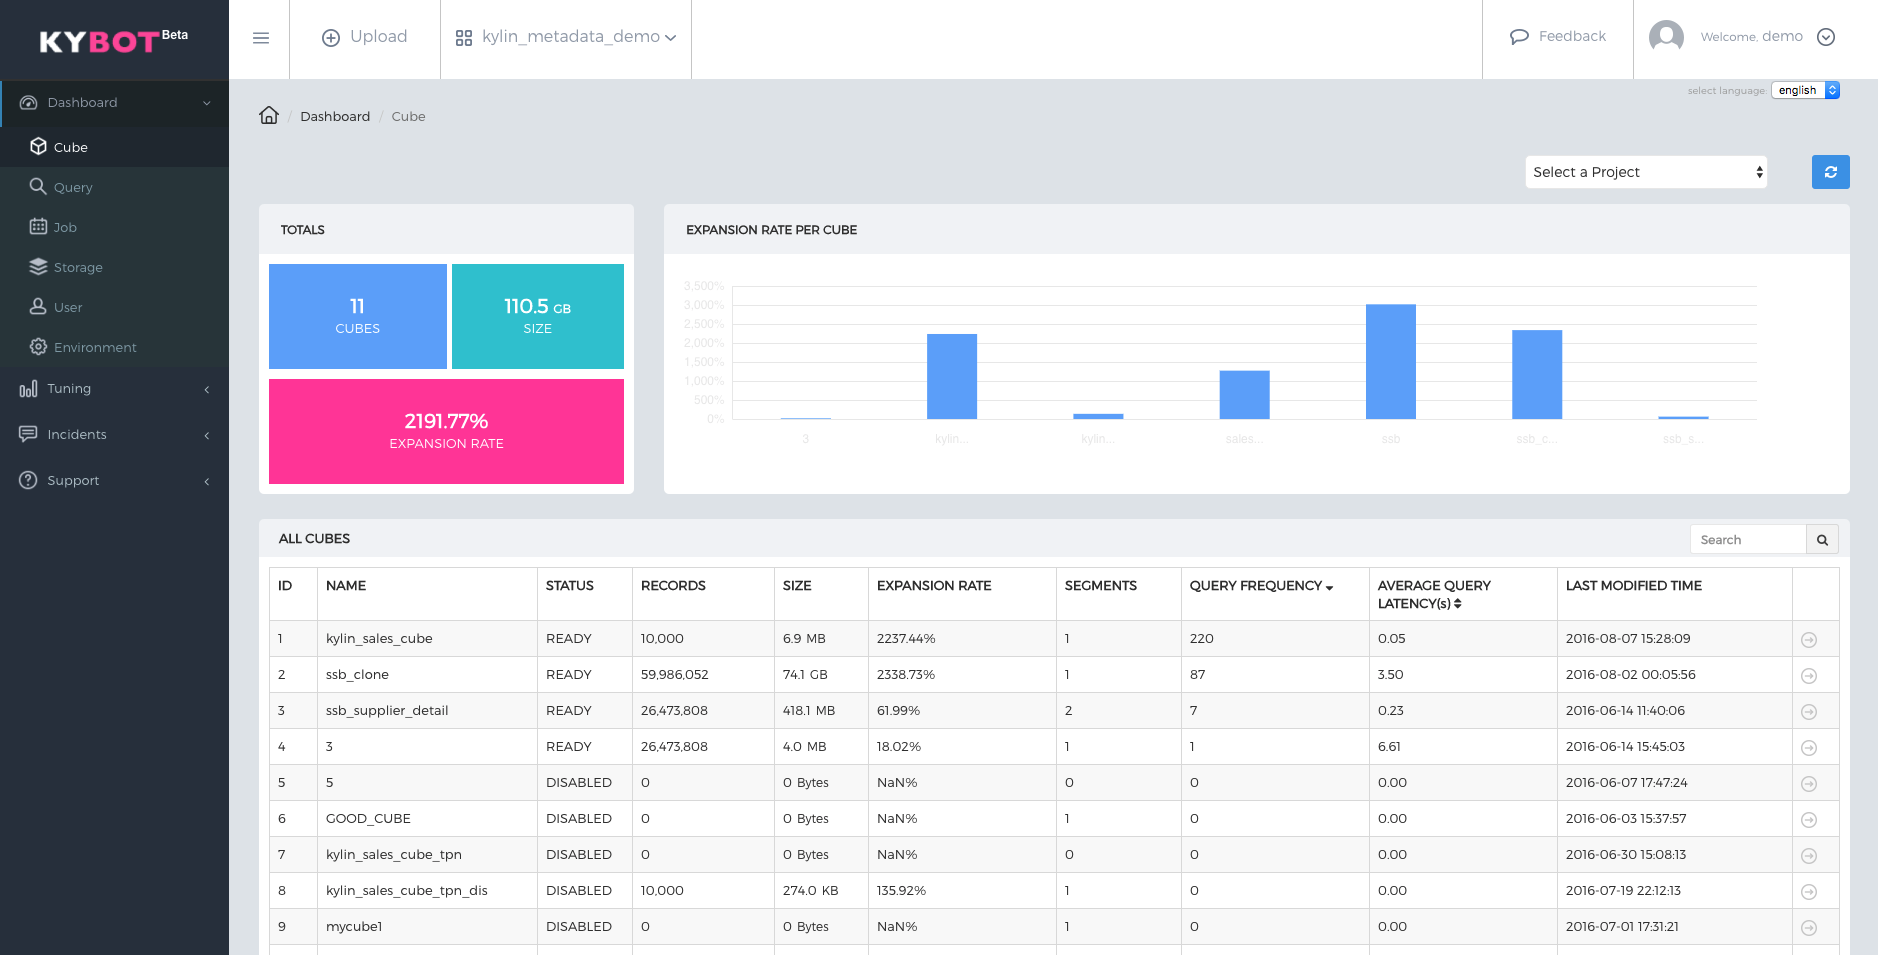 KYBOT Beta
Upload
kylin_metadata_demo
Feedback
Welcome, demo
select language: english
Dashboard
Cube
Query
Job
Storage
User
Environment
Tuning
Incidents
Support
/ Dashboard / Cube
Select a Project
TOTALS
11
CUBES
110.5 GB
SIZE
2191.77%
EXPANSION RATE
EXPANSION RATE PER CUBE
3,500%
3,000%
2,500%
2,000%
1,500%
1,000%
500%
0%
3 kylin... kylin... sales... ssb ssb_c... ssb_s...
ALL CUBES
Search
ID NAME STATUS RECORDS SIZE EXPANSION RATE SEGMENTS QUERY FREQUENCY AVERAGE QUERY LATENCY(s) LAST MODIFIED TIME
1 kylin_sales_cube READY 10,000 6.9 MB 2237.44% 1 220 0.05 2016-08-07 15:28:09
2 ssb_clone READY 59,986,052 74.1 GB 2338.73% 1 87 3.50 2016-08-02 00:05:56
3 ssb_supplier_detail READY 26,473,808 418.1 MB 61.99% 2 7 0.23 2016-06-14 11:40:06
4 3 READY 26,473,808 4.0 MB 18.02% 1 1 6.61 2016-06-14 15:45:03
5 5 DISABLED 0 0 Bytes NaN% 0 0 0.00 2016-06-07 17:47:24
6 GOOD_CUBE DISABLED 0 0 Bytes NaN% 1 0 0.00 2016-06-03 15:37:57
7 kylin_sales_cube_tpn DISABLED 0 0 Bytes NaN% 0 0 0.00 2016-06-30 15:08:13
8 kylin_sales_cube_tpn_dis DISABLED 10,000 274.0 KB 135.92% 1 0 0.00 2016-07-19 22:12:13
9 mycube1 DISABLED 0 0 Bytes NaN% 1 0 0.00 2016-07-01 17:31:21